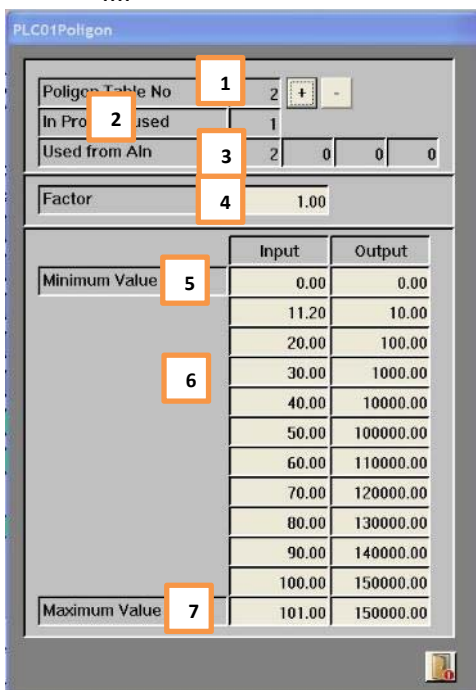 PLC01Poligon
Poligon Table No 1 2 + -
In Pro 2 used 1
Used from AIn 3 2 0 0 0
Factor 4 1.00
Input Output
Minimum Value 5 0.00 0.00
11.20 10.00
20.00 100.00
6 30.00 1000.00
40.00 10000.00
50.00 100000.00
60.00 110000.00
70.00 120000.00
80.00 130000.00
90.00 140000.00
100.00 150000.00
Maximum Value 7 101.00 150000.00